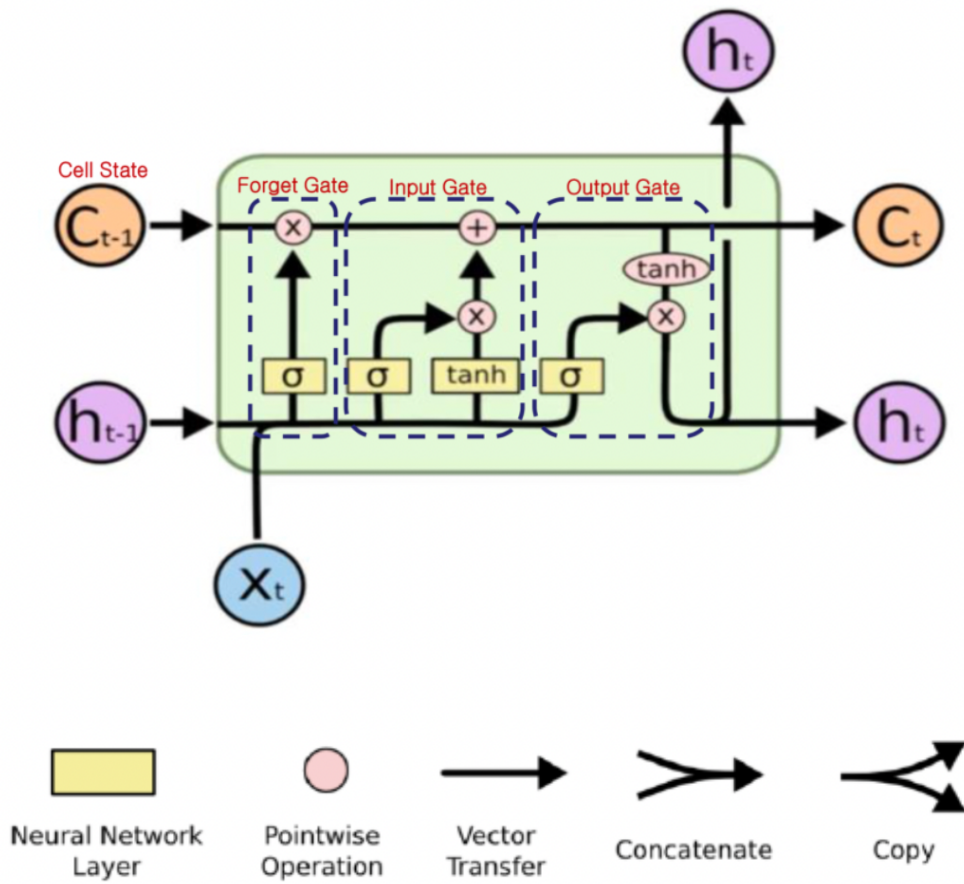 ht
Cell State
Forget Gate
Input Gate
Output Gate
Ct-1
x
+
Ct
tanh
x
x
σ
σ
tanh
σ
ht-1
ht
Xt
Neural Network
Layer
Pointwise
Operation
Vector
Transfer
Concatenate
Copy